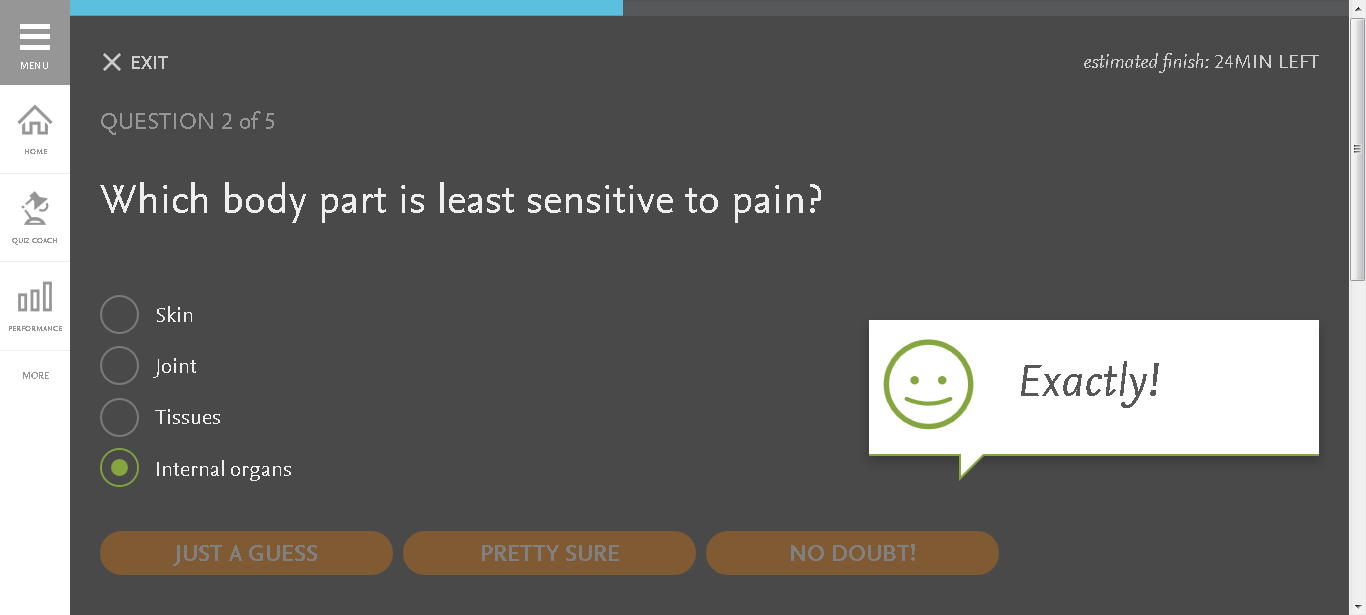 MENU
HOME
QUIZ COACH
PERFORMANCE
MORE
EXIT
estimated finish: 24MIN LEFT
QUESTION 2 of 5
Which body part is least sensitive to pain?
Skin
Joint
Tissues
Internal organs
Exactly!
JUST A GUESS
PRETTY SURE
NO DOUBT!